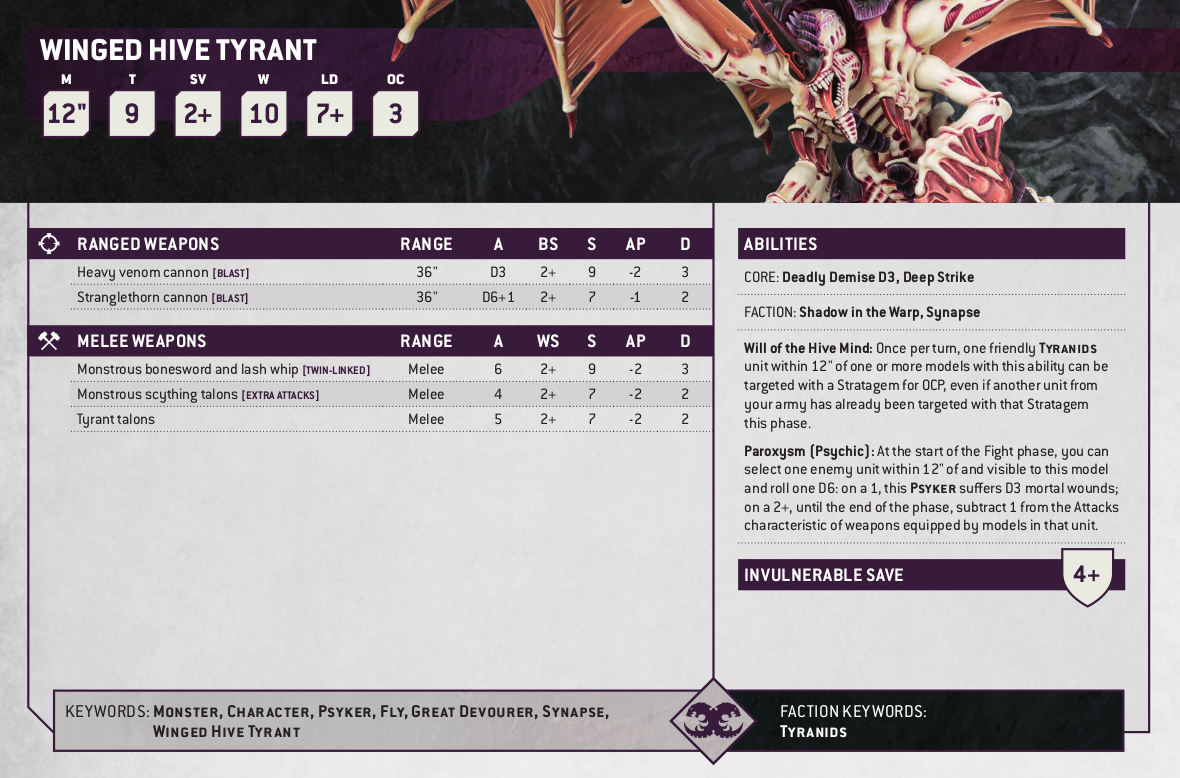 WINGED HIVE TYRANT
M T SV W LD OC
12" 9 2+ 10 7+ 3
RANGED WEAPONS RANGE A BS S AP D
Heavy venom cannon [BLAST] 36" D3 2+ 9 -2 3
Stranglethorn cannon [BLAST] 36" D6+1 2+ 7 -1 2
MELEE WEAPONS RANGE A WS S AP D
Monstrous bonesword and lash whip [TWIN-LINKED] Melee 6 2+ 9 -2 3
Monstrous scything talons [EXTRA ATTACKS] Melee 4 2+ 7 -2 2
Tyrant talons Melee 5 2+ 7 -2 2
ABILITIES
CORE: Deadly Demise D3, Deep Strike
FACTION: Shadow in the Warp, Synapse
Will of the Hive Mind: Once per turn, one friendly TYRANIDS
unit within 12" of one or more models with this ability can be
targeted with a Stratagem for 0CP, even if another unit from
your army has already been targeted with that Stratagem
this phase.
Paroxysm (Psychic): At the start of the Fight phase, you can
select one enemy unit within 12" of and visible to this model
and roll one D6: on a 1, this PSYKER suffers D3 mortal wounds;
on a 2+, until the end of the phase, subtract 1 from the Attacks
characteristic of weapons equipped by models in that unit.
INVULNERABLE SAVE 4+
KEYWORDS: MONSTER, CHARACTER, PSYKER, FLY, GREAT DEVOURER, SYNAPSE,
WINGED HIVE TYRANT
FACTION KEYWORDS:
TYRANIDS